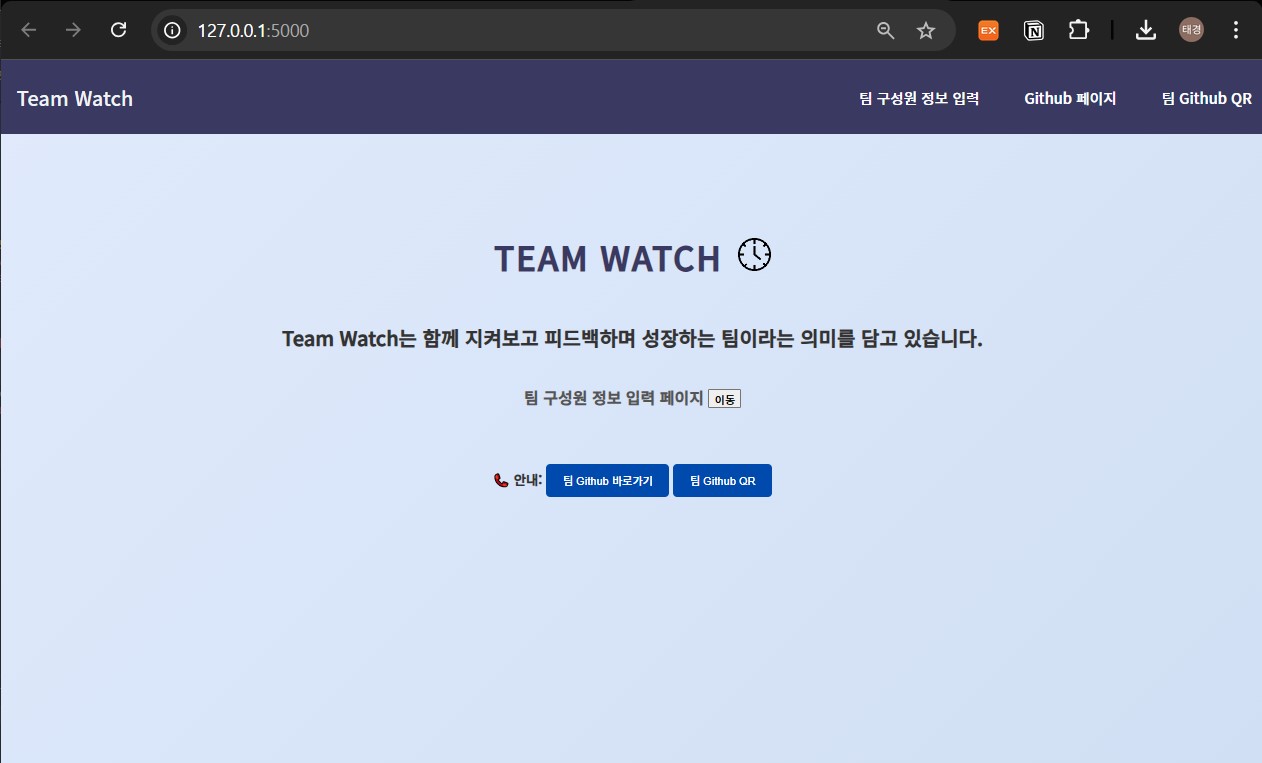 127.0.0.1:5000
EX
N
태경
Team Watch
팀 구성원 정보 입력
Github 페이지
팀 Github QR
TEAM WATCH
Team Watch는 함께 지켜보고 피드백하며 성장하는 팀이라는 의미를 담고 있습니다.
팀 구성원 정보 입력 페이지 이동
안내: 팀 Github 바로가기 팀 Github QR